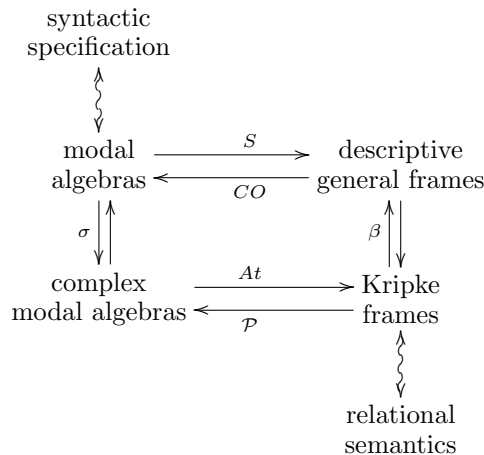 syntactic
specification
modal
algebras
S
CO
descriptive
general frames
σ
β
complex
modal algebras
At
𝒫
Kripke
frames
relational
semantics